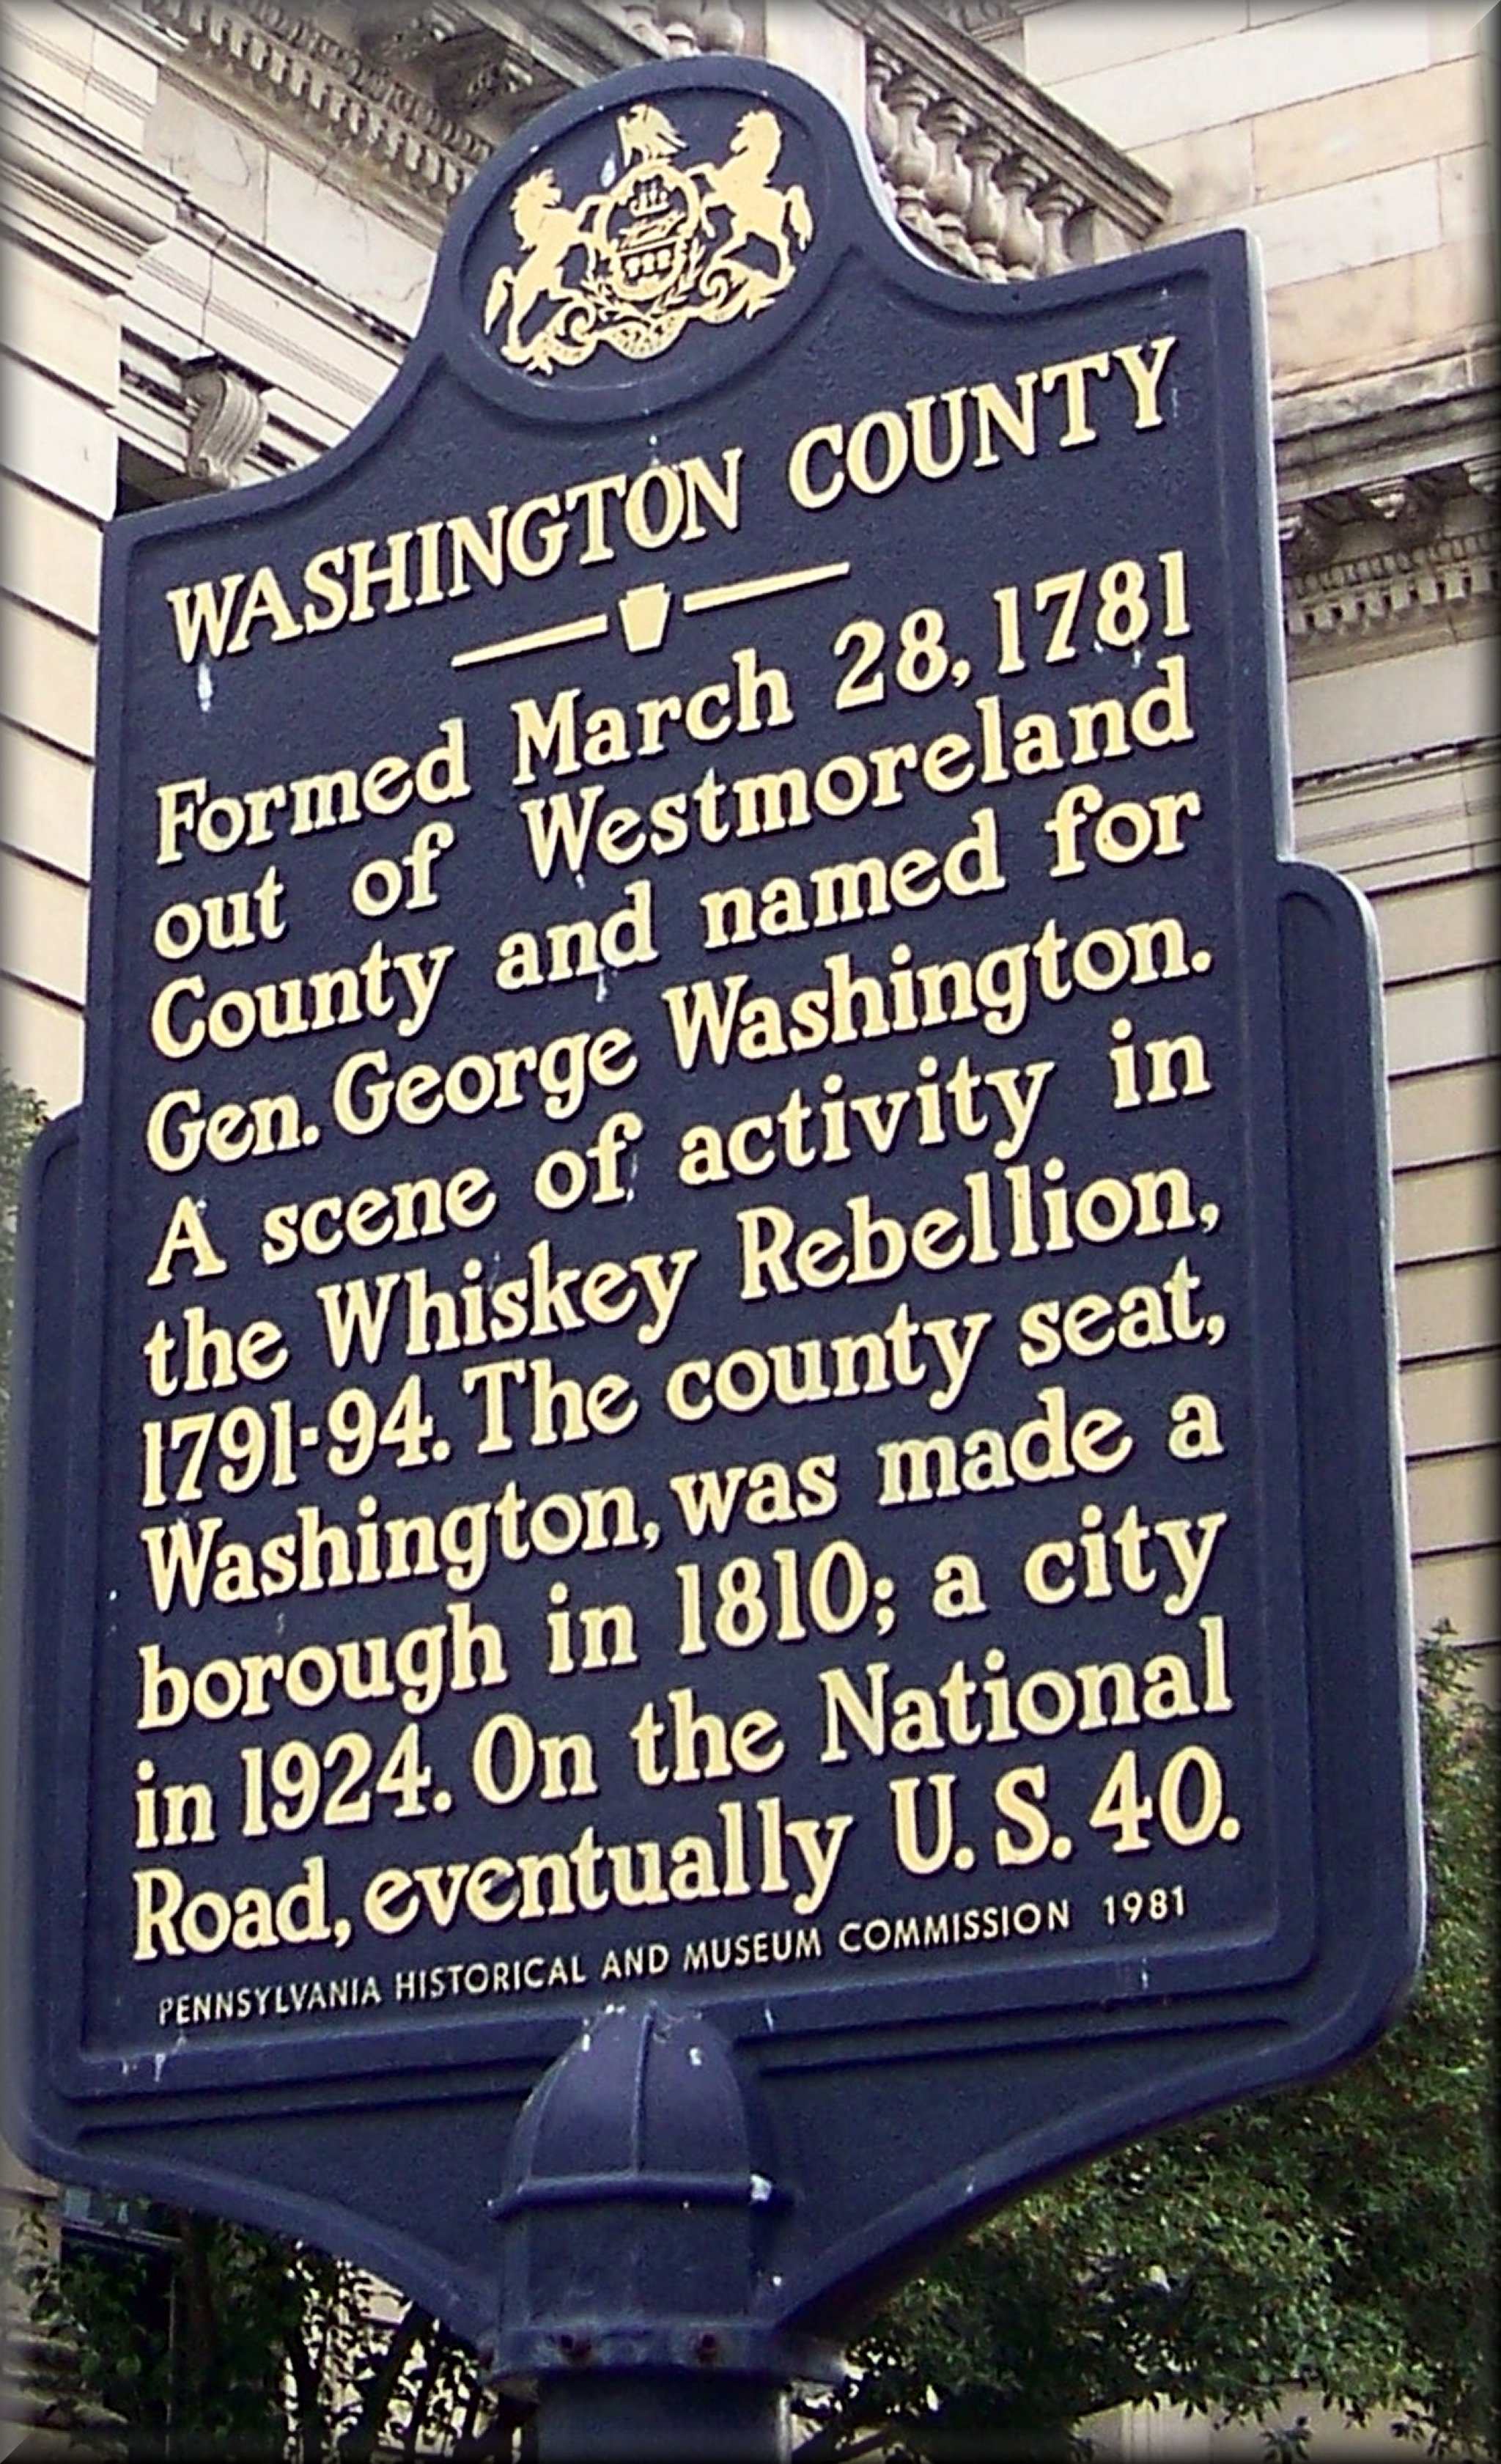 WASHINGTON COUNTY
Formed March 28, 1781
out of Westmoreland
County and named for
Gen. George Washington.
A scene of activity in
the Whiskey Rebellion,
1791-94. The county seat,
Washington, was made a
borough in 1810; a city
in 1924. On the National
Road, eventually U. S. 40.
PENNSYLVANIA HISTORICAL AND MUSEUM COMMISSION 1981